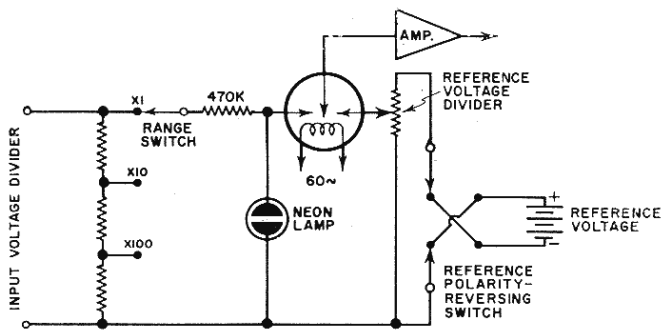 AMP.
REFERENCE
VOLTAGE
DIVIDER
470K
X1
RANGE
SWITCH
60~
X10
NEON
LAMP
+
REFERENCE
VOLTAGE
−
X100
REFERENCE
POLARITY-
REVERSING
SWITCH
INPUT VOLTAGE DIVIDER